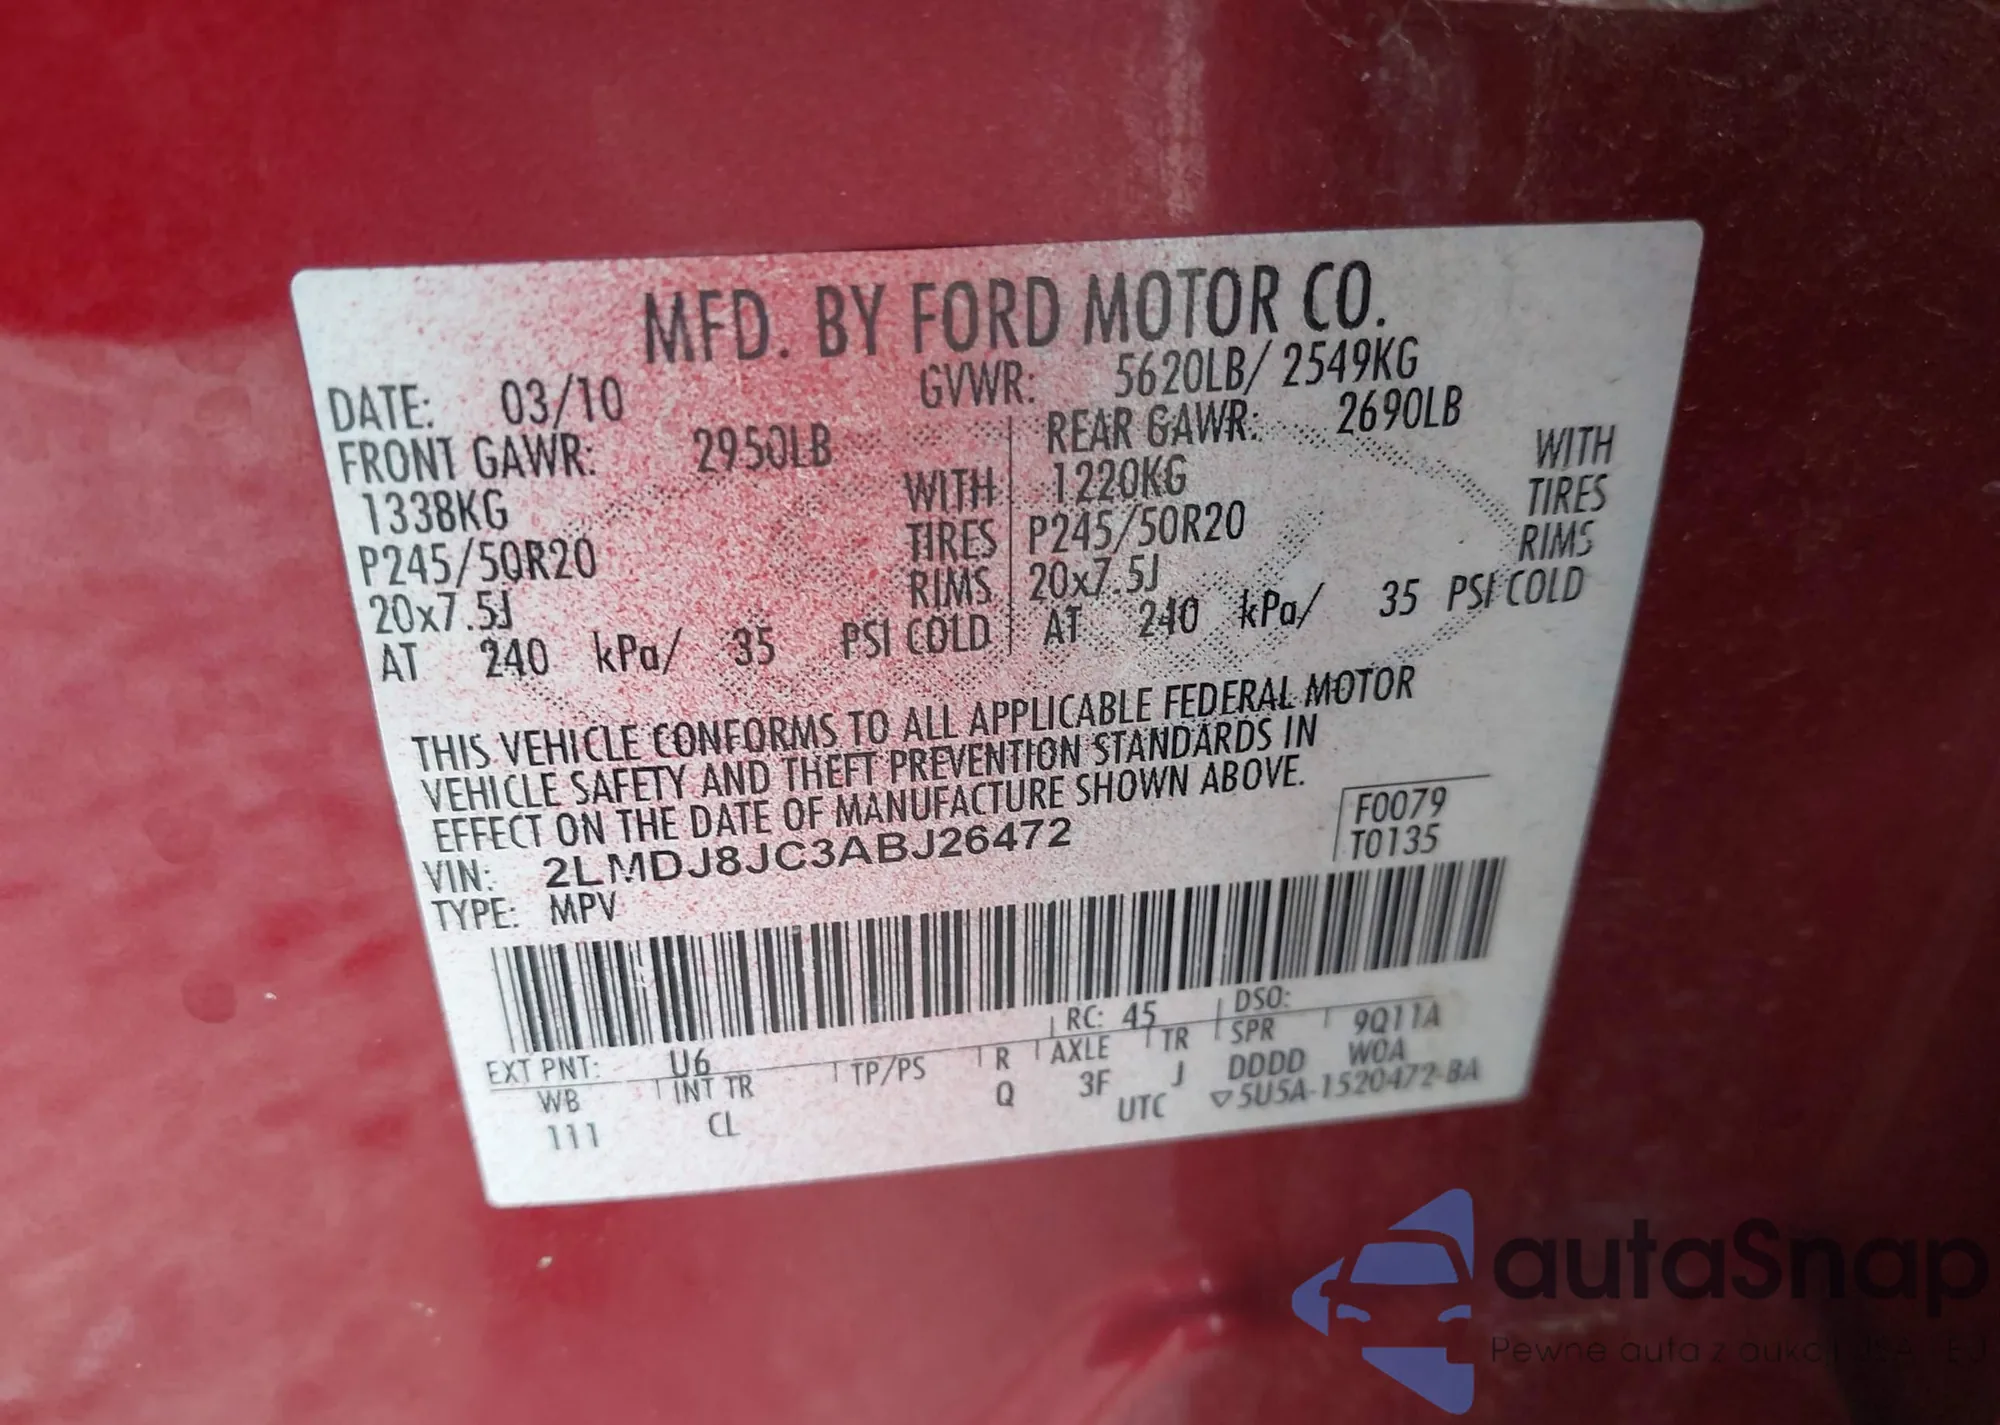 MFD. BY FORD MOTOR CO.
DATE: 03/10 GVWR: 5620LB/ 2549KG
FRONT GAWR: 2950LB REAR GAWR: 2690LB
1338KG WITH 1220KG WITH
P245/50R20 TIRES P245/50R20 TIRES
20x7.5J RIMS 20x7.5J RIMS
AT 240 kPa/ 35 PSI COLD AT 240 kPa/ 35 PSI COLD
THIS VEHICLE CONFORMS TO ALL APPLICABLE FEDERAL MOTOR
VEHICLE SAFETY AND THEFT PREVENTION STANDARDS IN
EFFECT ON THE DATE OF MANUFACTURE SHOWN ABOVE.
F0079
VIN: 2LMDJ8JC3ABJ26472
T0135
TYPE: MPV
EXT PNT: U6 RC: 45 DSO:
WB INT TR TP/PS R AXLE TR SPR 9Q11A
111 CL Q 3F J DDDD W0A
UTC ▽5U5A-1520472-BA
autaSnap
Pewne auta z aukcji USA EU